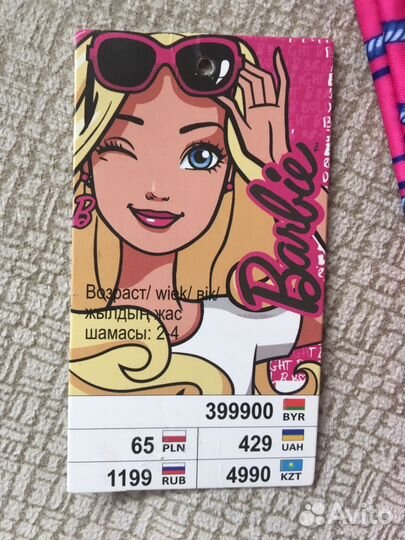 Barbie
B
Возраст/ wiek/ вік/
жылдың жас
шамасы: 2-4
399900 BYR
65 PLN 429 UAH
1199 RUB 4990 KZT
Avito